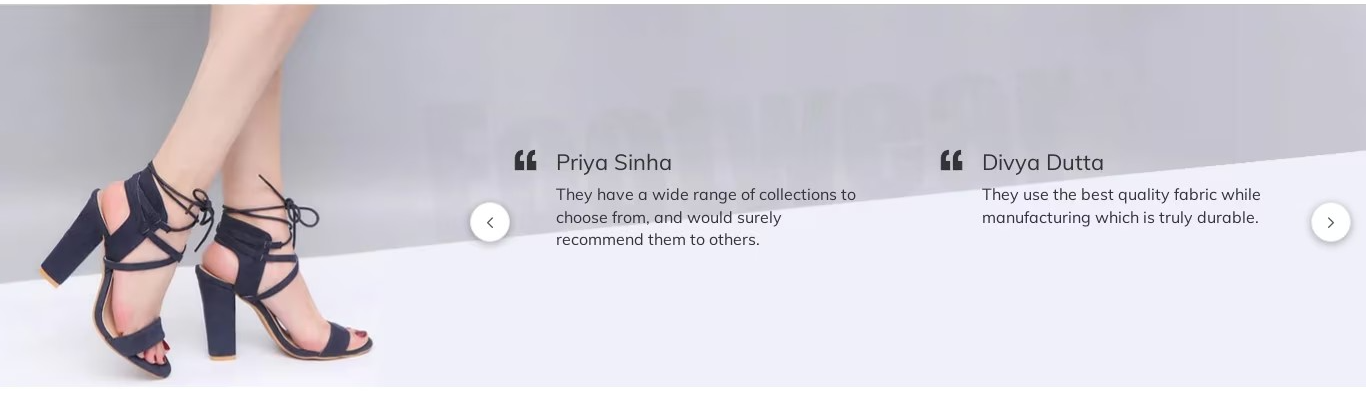 Footwear
Priya Sinha
They have a wide range of collections to
choose from, and would surely
recommend them to others.
Divya Dutta
They use the best quality fabric while
manufacturing which is truly durable.